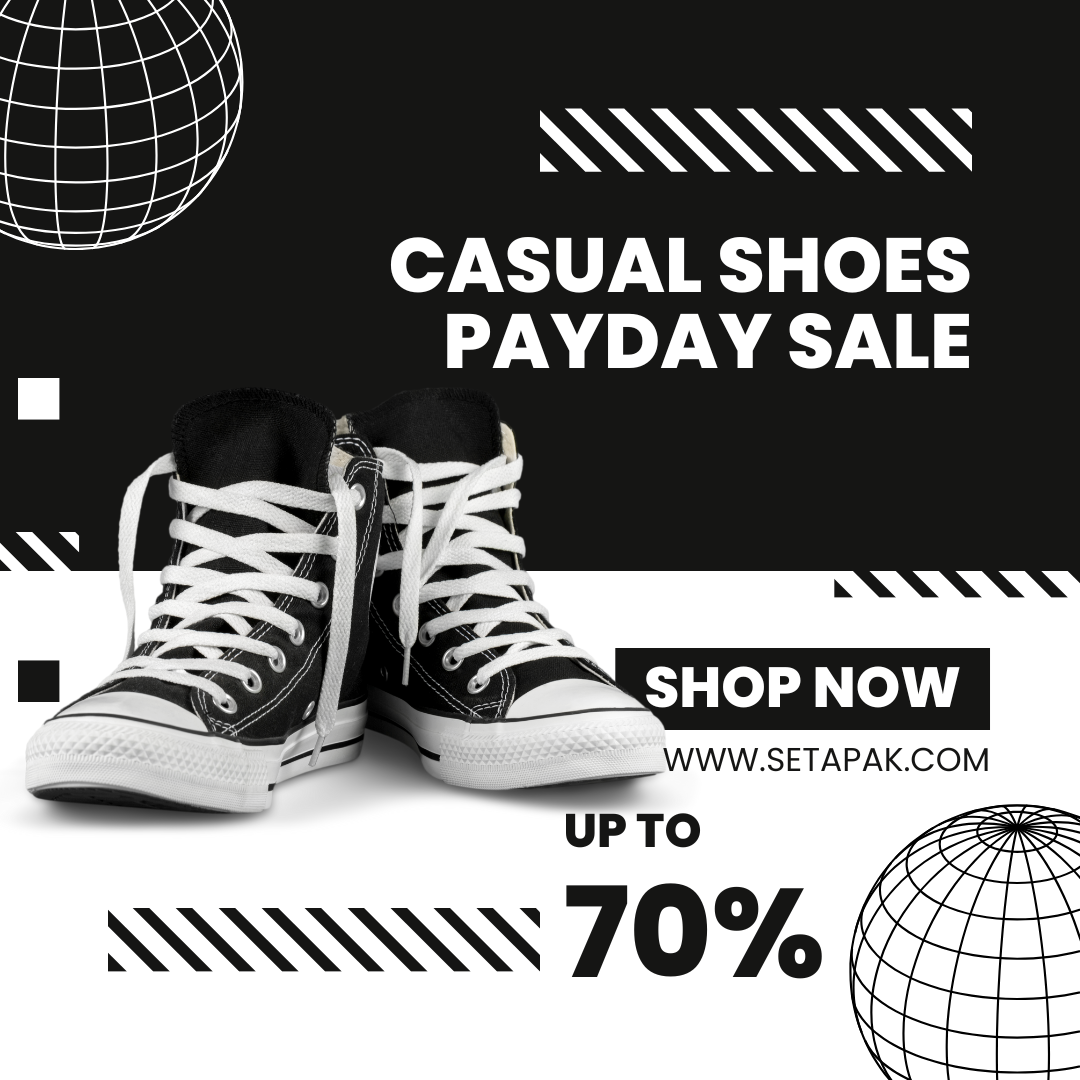 CASUAL SHOES
PAYDAY SALE
SHOP NOW
WWW.SETAPAK.COM
UP TO
70%